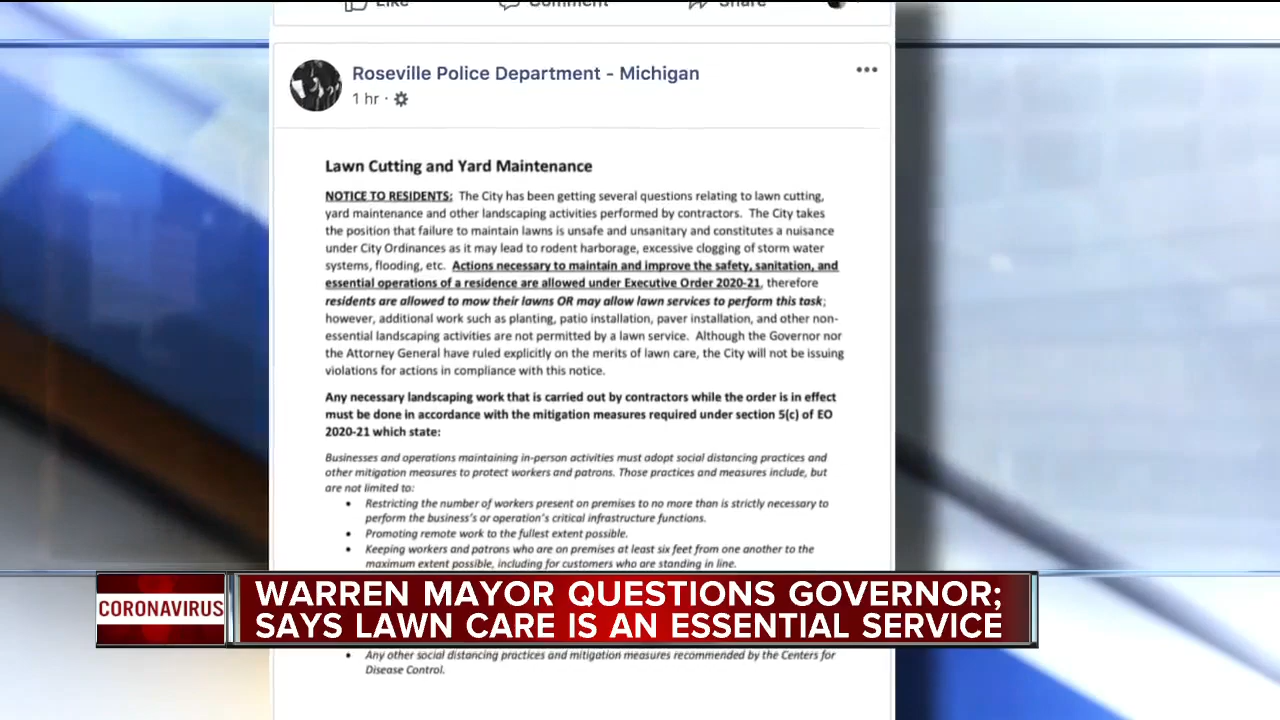 Like Comment Share
Roseville Police Department - Michigan
1 hr ·
Lawn Cutting and Yard Maintenance
NOTICE TO RESIDENTS: The City has been getting several questions relating to lawn cutting,
yard maintenance and other landscaping activities performed by contractors. The City takes
the position that failure to maintain lawns is unsafe and unsanitary and constitutes a nuisance
under City Ordinances as it may lead to rodent harborage, excessive clogging of storm water
systems, flooding, etc. Actions necessary to maintain and improve the safety, sanitation, and
essential operations of a residence are allowed under Executive Order 2020-21, therefore
residents are allowed to mow their lawns OR may allow lawn services to perform this task;
however, additional work such as planting, patio installation, paver installation, and other non-
essential landscaping activities are not permitted by a lawn service. Although the Governor nor
the Attorney General have ruled explicitly on the merits of lawn care, the City will not be issuing
violations for actions in compliance with this notice.
Any necessary landscaping work that is carried out by contractors while the order is in effect
must be done in accordance with the mitigation measures required under section 5(c) of EO
2020-21 which state:
Businesses and operations maintaining in-person activities must adopt social distancing practices and
other mitigation measures to protect workers and patrons. Those practices and measures include, but
are not limited to:
• Restricting the number of workers present on premises to no more than is strictly necessary to
perform the business's or operation's critical infrastructure functions.
• Promoting remote work to the fullest extent possible.
• Keeping workers and patrons who are on premises at least six feet from one another to the
maximum extent possible, including for customers who are standing in line.
CORONAVIRUS
WARREN MAYOR QUESTIONS GOVERNOR;
SAYS LAWN CARE IS AN ESSENTIAL SERVICE
• Any other social distancing practices and mitigation measures recommended by the Centers for
Disease Control.